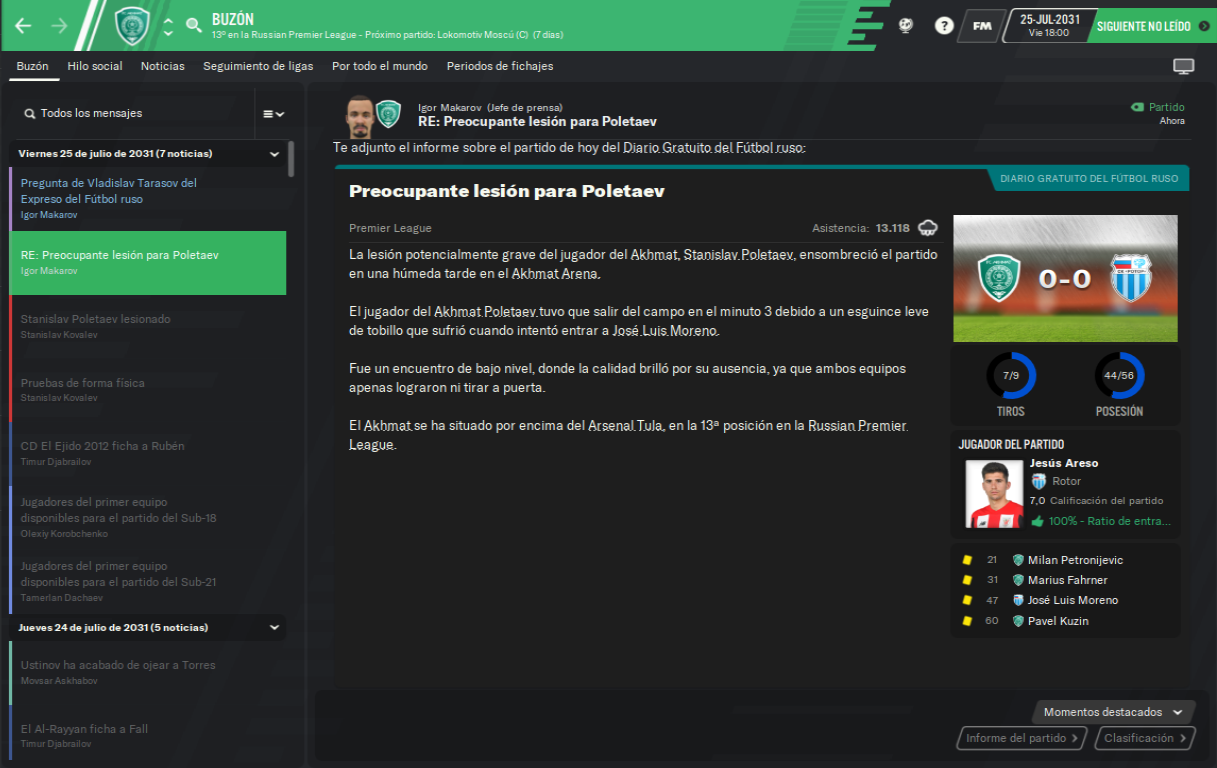 BUZÓN
13º en la Russian Premier League - Próximo partido: Lokomotiv Moscú (C) (7 días)
FM
25-JUL-2031
Vie 18:00
SIGUIENTE NO LEÍDO
Buzón
Hilo social
Noticias
Seguimiento de ligas
Por todo el mundo
Periodos de fichajes
Todos los mensajes
Viernes 25 de julio de 2031 (7 noticias)
Pregunta de Vladislav Tarasov del
Expreso del Fútbol ruso
Igor Makarov
RE: Preocupante lesión para Poletaev
Igor Makarov
Stanislav Poletaev lesionado
Stanislav Kovalev
Pruebas de forma física
Stanislav Kovalev
CD El Ejido 2012 ficha a Rubén
Timur Djabrailov
Jugadores del primer equipo
disponibles para el partido del Sub-18
Olexiy Korobchenko
Jugadores del primer equipo
disponibles para el partido del Sub-21
Tamerlan Dachaev
Jueves 24 de julio de 2031 (5 noticias)
Ustinov ha acabado de ojear a Torres
Movsar Askhabov
El Al-Rayyan ficha a Fall
Timur Djabrailov
Igor Makarov (Jefe de prensa)
RE: Preocupante lesión para Poletaev
Partido
Ahora
Te adjunto el informe sobre el partido de hoy del Diario Gratuito del Fútbol ruso:
DIARIO GRATUITO DEL FÚTBOL RUSO
Preocupante lesión para Poletaev
Premier League
Asistencia: 13.118
La lesión potencialmente grave del jugador del Akhmat, Stanislav Poletaev, ensombreció el partido
en una húmeda tarde en el Akhmat Arena.
El jugador del Akhmat Poletaev tuvo que salir del campo en el minuto 3 debido a un esguince leve
de tobillo que sufrió cuando intentó entrar a José Luis Moreno.
Fue un encuentro de bajo nivel, donde la calidad brilló por su ausencia, ya que ambos equipos
apenas lograron ni tirar a puerta.
El Akhmat se ha situado por encima del Arsenal Tula, en la 13ª posición en la Russian Premier
League.
0-0
7/9
TIROS
44/56
POSESIÓN
JUGADOR DEL PARTIDO
Jesús Areso
Rotor
7,0 Calificación del partido
100% - Ratio de entra...
21 Milan Petronijevic
31 Marius Fahrner
47 José Luis Moreno
60 Pavel Kuzin
Momentos destacados
Informe del partido
Clasificación